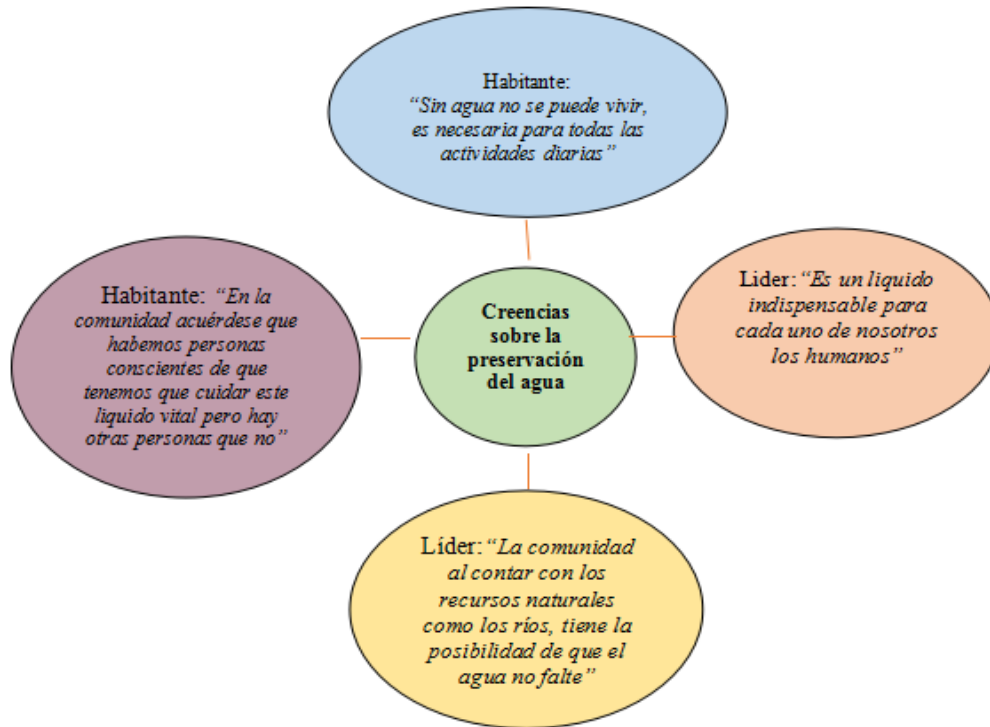 Habitante:
“Sin agua no se puede vivir,
es necesaria para todas las
actividades diarias”
Habitante: “En la
comunidad acuérdese que
habemos personas
conscientes de que
tenemos que cuidar este
liquido vital pero hay
otras personas que no”
Creencias
sobre la
preservación
del agua
Lider: “Es un liquido
indispensable para
cada uno de nosotros
los humanos”
Líder: “La comunidad
al contar con los
recursos naturales
como los ríos, tiene la
posibilidad de que el
agua no falte”